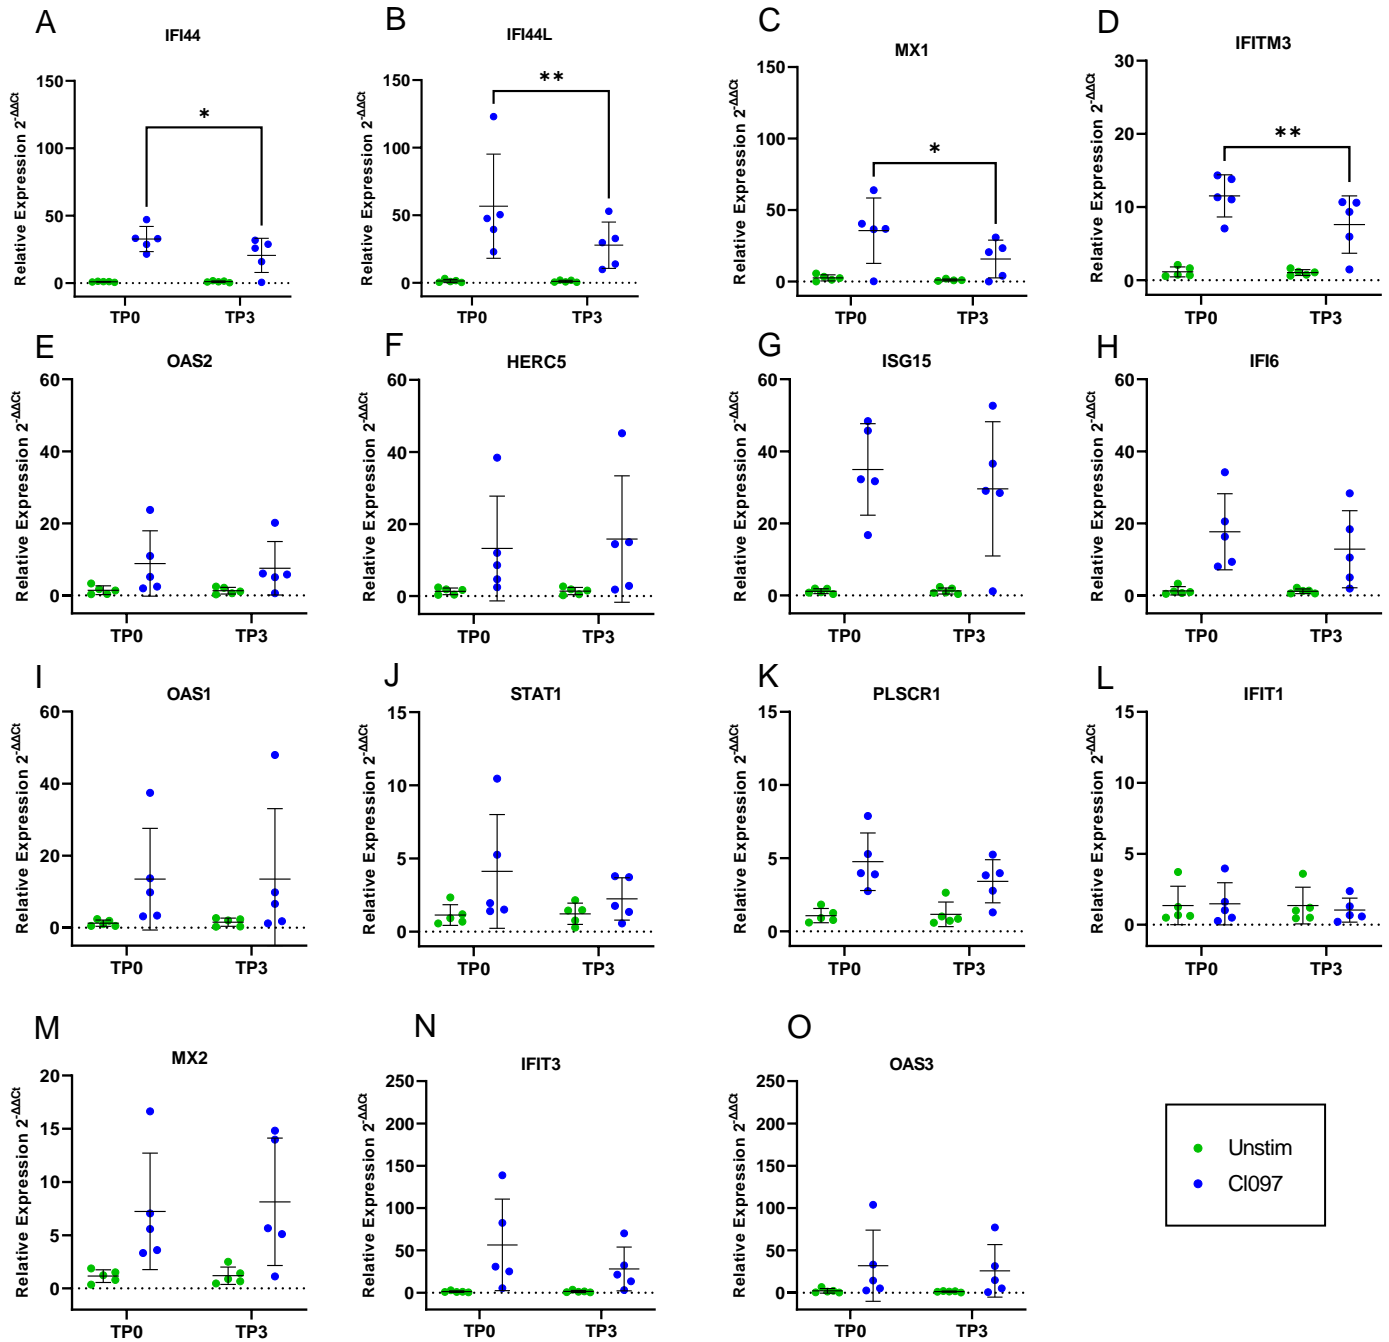 A
IFI44
Relative Expression 2^-ΔΔCt
150
100
50
0
*
TP0 TP3
B
IFI44L
Relative Expression 2^-ΔΔCt
150
100
50
0
**
TP0 TP3
C
MX1
Relative Expression 2^-ΔΔCt
150
100
50
0
*
TP0 TP3
D
IFITM3
Relative Expression 2^-ΔΔCt
30
20
10
0
**
TP0 TP3
E
OAS2
Relative Expression 2^-ΔΔCt
60
40
20
0
TP0 TP3
F
HERC5
Relative Expression 2^-ΔΔCt
60
40
20
0
TP0 TP3
G
ISG15
Relative Expression 2^-ΔΔCt
60
40
20
0
TP0 TP3
H
IFI6
Relative Expression 2^-ΔΔCt
60
40
20
0
TP0 TP3
I
OAS1
Relative Expression 2^-ΔΔCt
60
40
20
0
TP0 TP3
J
STAT1
Relative Expression 2^-ΔΔCt
15
10
5
0
TP0 TP3
K
PLSCR1
Relative Expression 2^-ΔΔCt
15
10
5
0
TP0 TP3
L
IFIT1
Relative Expression 2^-ΔΔCt
15
10
5
0
TP0 TP3
M
MX2
Relative Expression 2^-ΔΔCt
20
15
10
5
0
TP0 TP3
N
IFIT3
Relative Expression 2^-ΔΔCt
250
200
150
100
50
0
TP0 TP3
O
OAS3
Relative Expression 2^-ΔΔCt
250
200
150
100
50
0
TP0 TP3
Unstim
Cl097